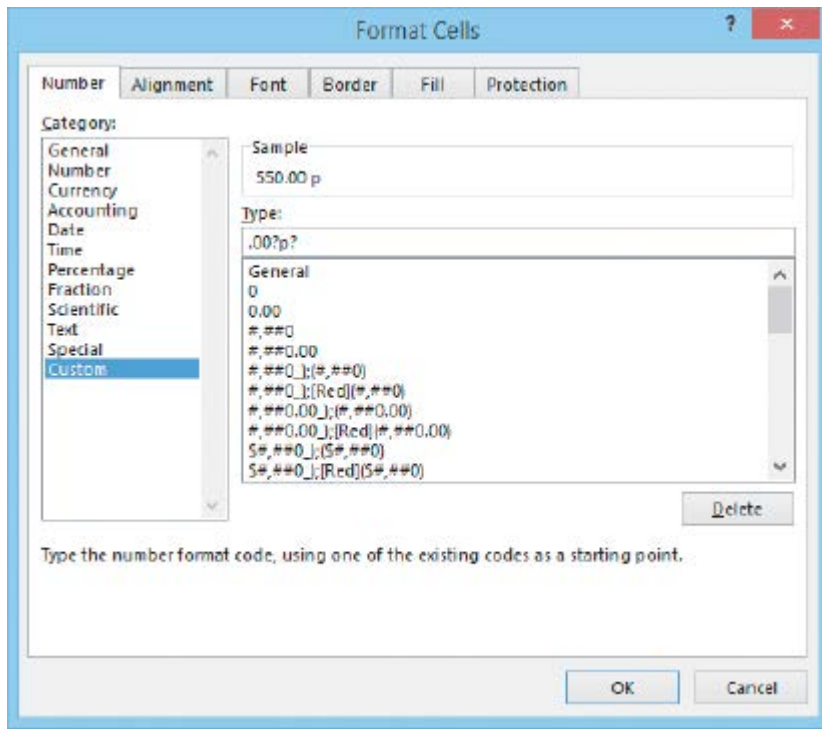 Format Cells
?
×
Number Alignment Font Border Fill Protection
Category:
General
Number
Currency
Accounting
Date
Time
Percentage
Fraction
Scientific
Text
Special
Custom
Sample
550.00 p
Type:
.00?p?
General
0
0.00
#,##0
#,##0.00
#,##0_);(#,##0)
#,##0_);[Red](#,##0)
#,##0.00_);(#,##0.00)
#,##0.00_);[Red](#,##0.00)
$#,##0_);($#,##0)
$#,##0_);[Red]($#,##0)
Delete
Type the number format code, using one of the existing codes as a starting point.
OK Cancel